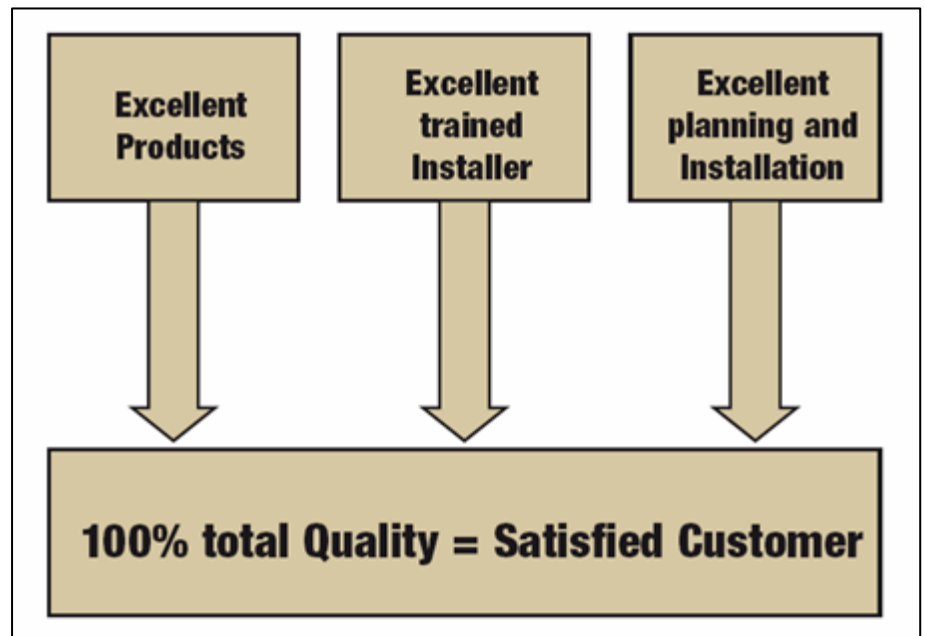 Excellent
Products
Excellent
trained
Installer
Excellent
planning and
Installation
100% total Quality = Satisfied Customer